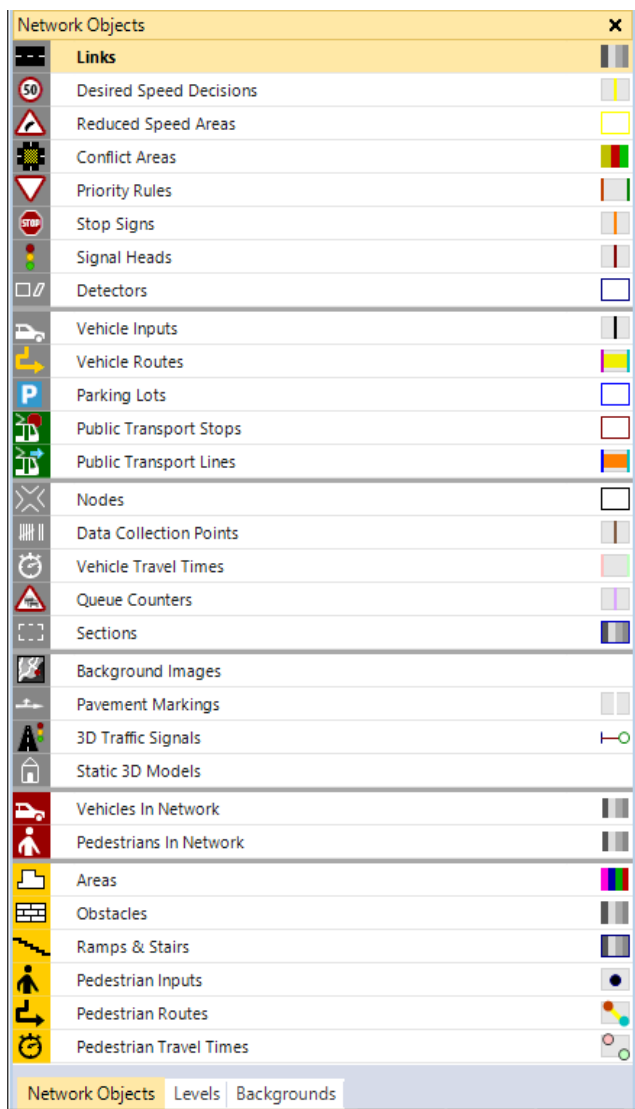 Network Objects
Links
50 Desired Speed Decisions
Reduced Speed Areas
Conflict Areas
Priority Rules
STOP Stop Signs
Signal Heads
Detectors
Vehicle Inputs
Vehicle Routes
P Parking Lots
Public Transport Stops
Public Transport Lines
Nodes
Data Collection Points
Vehicle Travel Times
Queue Counters
Sections
Background Images
Pavement Markings
3D Traffic Signals
Static 3D Models
Vehicles In Network
Pedestrians In Network
Areas
Obstacles
Ramps & Stairs
Pedestrian Inputs
Pedestrian Routes
Pedestrian Travel Times
Network Objects Levels Backgrounds